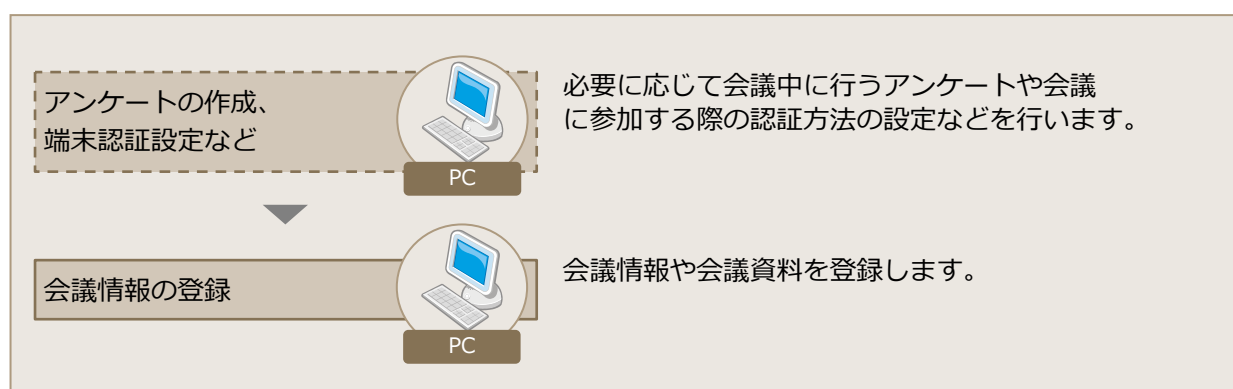 アンケートの作成、
端末認証設定など
PC
必要に応じて会議中に行うアンケートや会議
に参加する際の認証方法の設定などを行います。
会議情報の登録
PC
会議情報や会議資料を登録します。